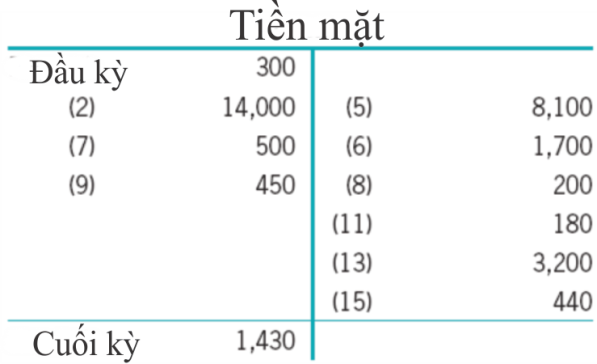 Tiền mặt
Đầu kỳ 300
(2) 14,000 (5) 8,100
(7) 500 (6) 1,700
(9) 450 (8) 200
(11) 180
(13) 3,200
(15) 440
Cuối kỳ 1,430